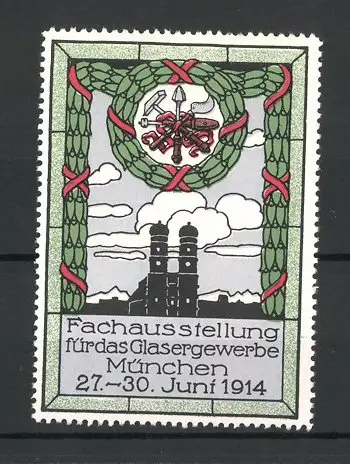 Fachausstellung
für das Glasergewerbe
München
27.–30. Juni 1914